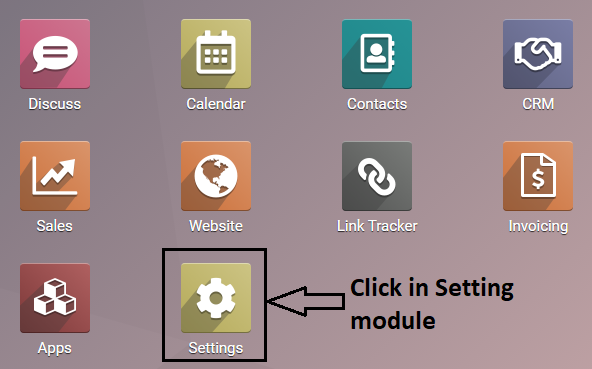 Discuss
Calendar
Contacts
CRM
Sales
Website
Link Tracker
Invoicing
$
Apps
Settings
Click in Setting
module